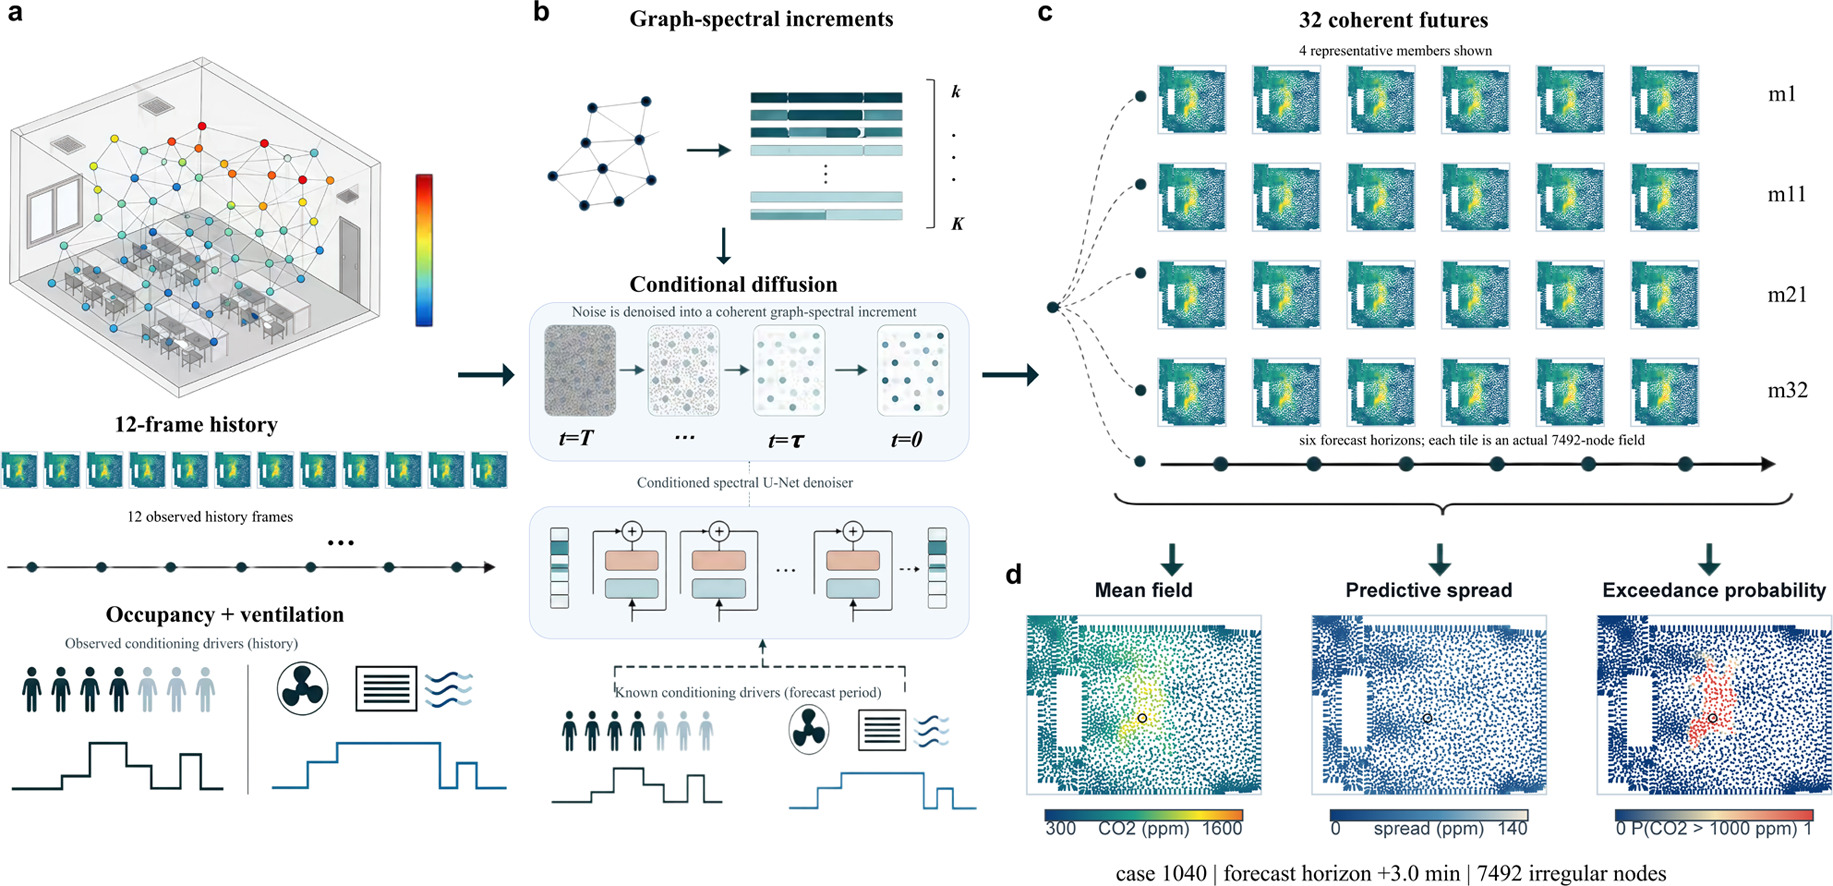 a
12-frame history
12 observed history frames
...
Occupancy + ventilation
Observed conditioning drivers (history)
b
Graph-spectral increments
k
.
.
.
K
⋮
Conditional diffusion
Noise is denoised into a coherent graph-spectral increment
t=T ... t=τ t=0
Conditioned spectral U-Net denoiser
+ + ... +
Known conditioning drivers (forecast period)
c
32 coherent futures
4 representative members shown
m1
m11
m21
m32
six forecast horizons; each tile is an actual 7492-node field
d
Mean field
300 CO2 (ppm) 1600
Predictive spread
0 spread (ppm) 140
Exceedance probability
0 P(CO2 > 1000 ppm) 1
case 1040 | forecast horizon +3.0 min | 7492 irregular nodes